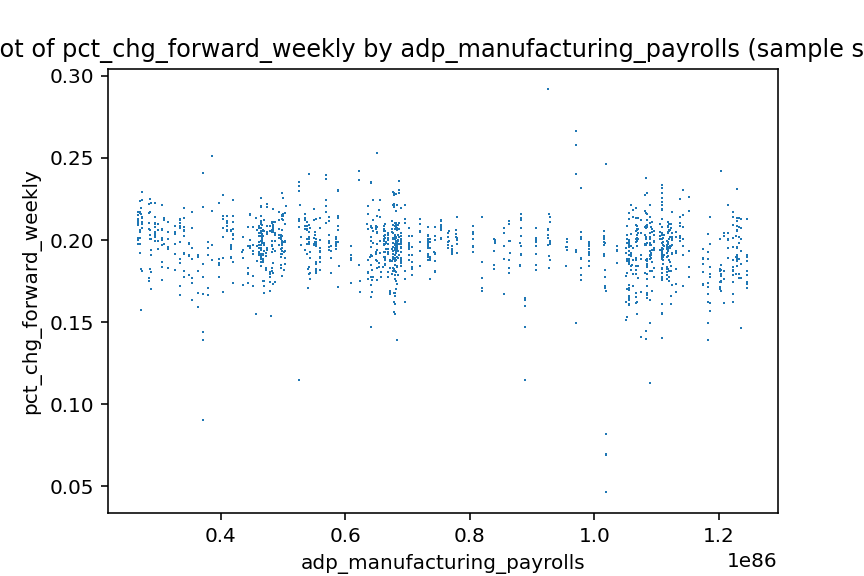 ot of pct_chg_forward_weekly by adp_manufacturing_payrolls (sample s
0.30
0.25
0.20
0.15
0.10
0.05
pct_chg_forward_weekly
0.4 0.6 0.8 1.0 1.2
1e86
adp_manufacturing_payrolls